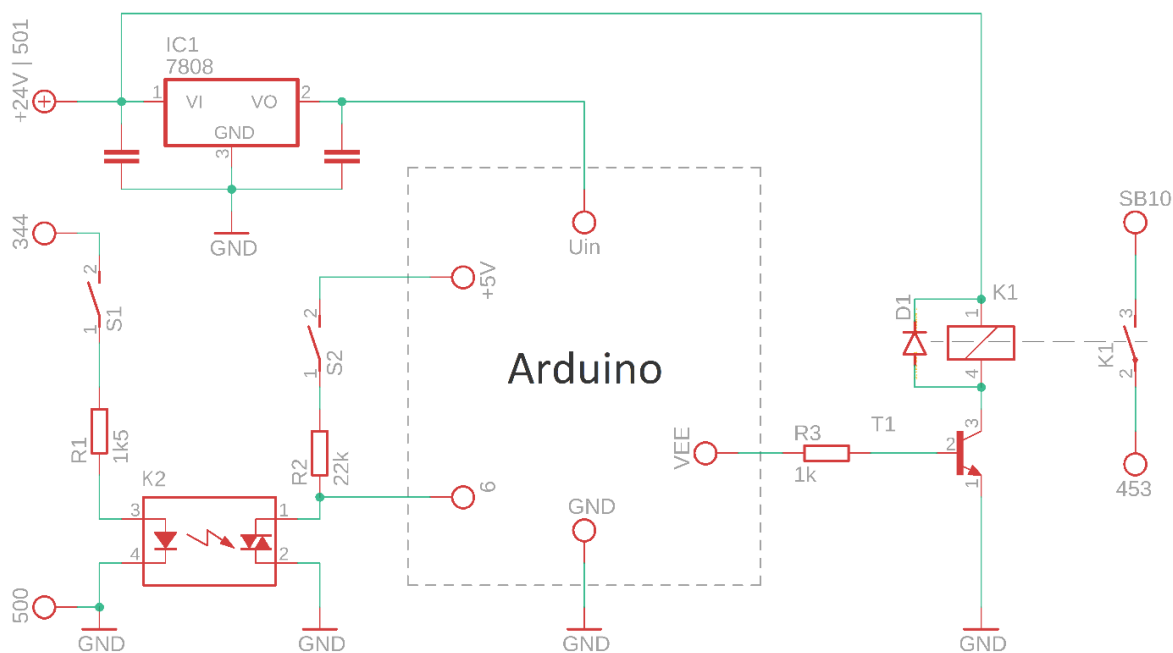 +24V | 501
IC1
7808
1
VI
VO
2
GND
3
GND
344
2
1
S1
R1
1k5
K2
3
4
1
2
500
GND
2
1
S2
R2
22k
GND
+5V
6
Uin
Arduino
VEE
GND
GND
R3
1k
T1
2
3
1
GND
D1
K1
1
4
SB10
3
K1
2
453